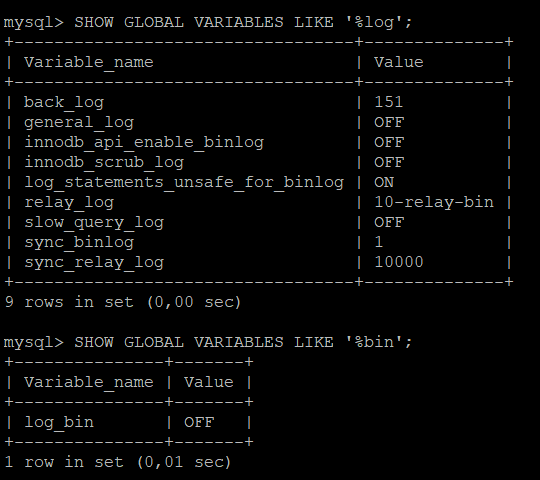 mysql> SHOW GLOBAL VARIABLES LIKE '%log';
+----------------------------------+--------------+
| Variable_name                    | Value        |
+----------------------------------+--------------+
| back_log                         | 151          |
| general_log                      | OFF          |
| innodb_api_enable_binlog         | OFF          |
| innodb_scrub_log                 | OFF          |
| log_statements_unsafe_for_binlog | ON           |
| relay_log                        | 10-relay-bin |
| slow_query_log                   | OFF          |
| sync_binlog                      | 1            |
| sync_relay_log                   | 10000        |
+----------------------------------+--------------+
9 rows in set (0,00 sec)

mysql> SHOW GLOBAL VARIABLES LIKE '%bin';
+---------------+-------+
| Variable_name | Value |
+---------------+-------+
| log_bin       | OFF   |
+---------------+-------+
1 row in set (0,01 sec)